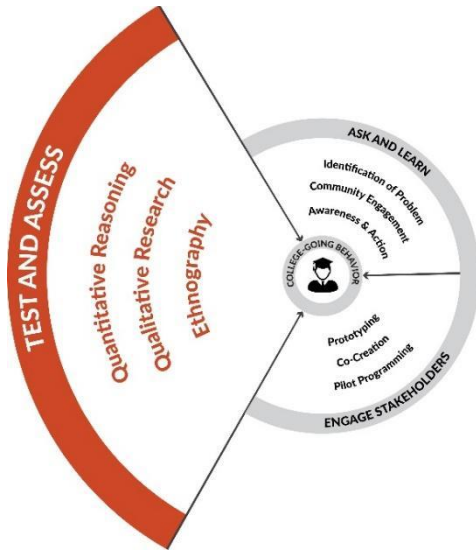 TEST AND ASSESS
Quantitative Reasoning
Qualitative Research
Ethnography
ASK AND LEARN
Identification of Problem
Community Engagement
Awareness & Action
COLLEGE-GOING BEHAVIOR
Prototyping
Co-Creation
Pilot Programming
ENGAGE STAKEHOLDERS